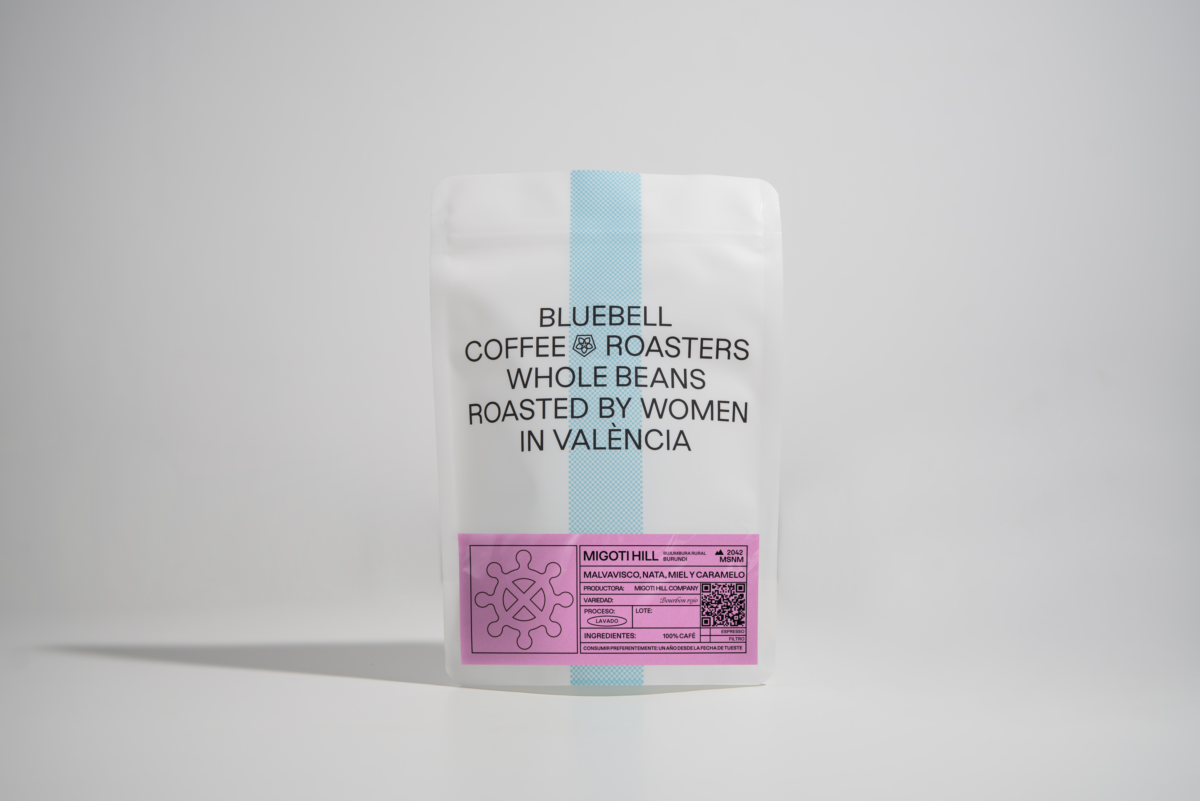 BLUEBELL
COFFEE ROASTERS
WHOLE BEANS
ROASTED BY WOMEN
IN VALÈNCIA
MIGOTI HILL
BUJUMBURA RURAL
BURUNDI
2042
MSNM
MALVAVISCO, NATA, MIEL Y CARAMELO
PRODUCTORA: MIGOTI HILL COMPANY
VARIEDAD: Bourbon rojo
PROCESO:
LAVADO
LOTE:
INGREDIENTES: 100% CAFÉ
ESPRESSO
FILTRO
CONSUMIR PREFERENTEMENTE: UN AÑO DESDE LA FECHA DE TUESTE